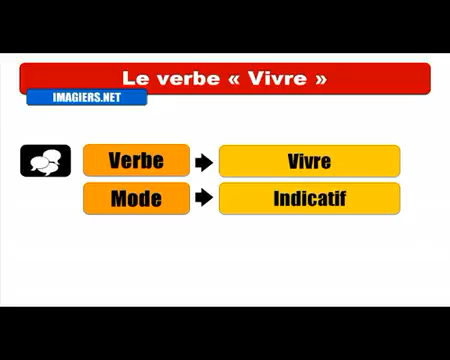 Le verbe « Vivre »
IMAGIERS.NET
Verbe Vivre
Mode Indicatif